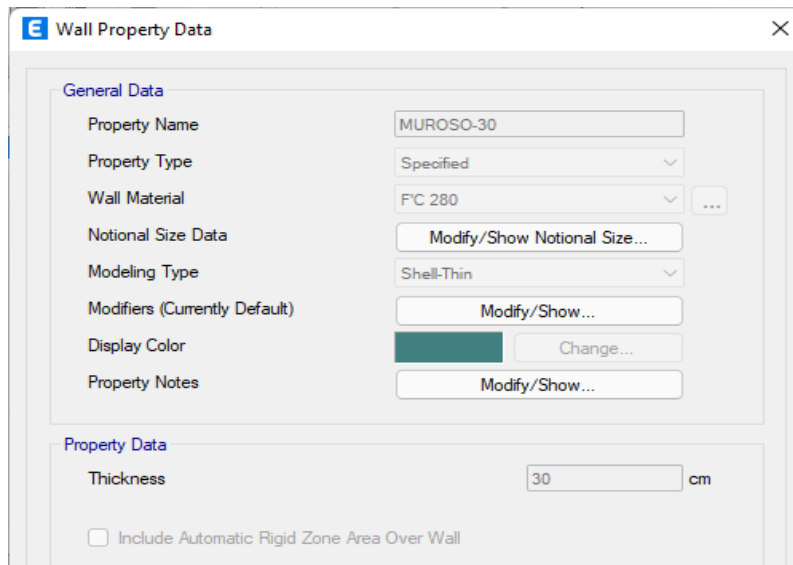 E Wall Property Data
General Data
Property Name MUROSO-30
Property Type Specified
Wall Material F'C 280 ...
Notional Size Data Modify/Show Notional Size...
Modeling Type Shell-Thin
Modifiers (Currently Default) Modify/Show...
Display Color Change...
Property Notes Modify/Show...
Property Data
Thickness 30 cm
Include Automatic Rigid Zone Area Over Wall